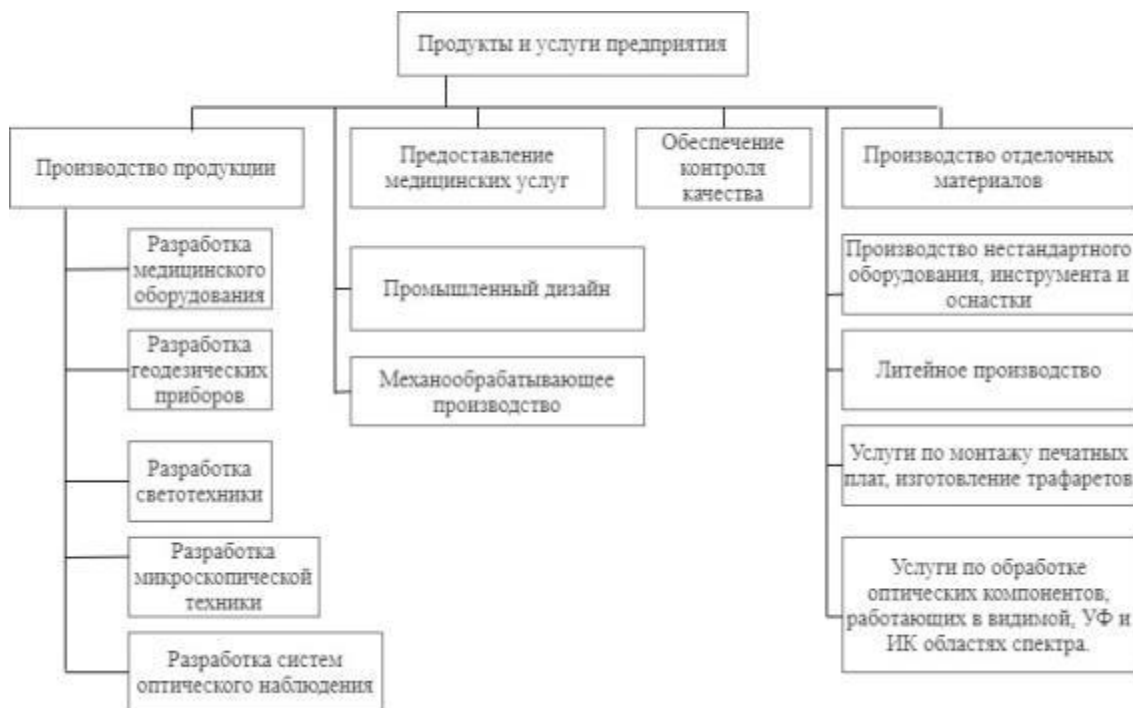 Продукты и услуги предприятия
Производство продукции
Предоставление
медицинских услуг
Обеспечение
контроля
качества
Производство отделочных
материалов
Разработка
медицинского
оборудования
Разработка
геодезических
приборов
Разработка
светотехники
Разработка
микроскопической
техники
Разработка систем
оптического наблюдения
Промышленный дизайн
Механообрабатывающее
производство
Производство нестандартного
оборудования, инструмента и
оснастки
Литейное производство
Услуги по монтажу печатных
плат, изготовление трафаретов
Услуги по обработке
оптических компонентов,
работающих в видимой, УФ и
ИК областях спектра.